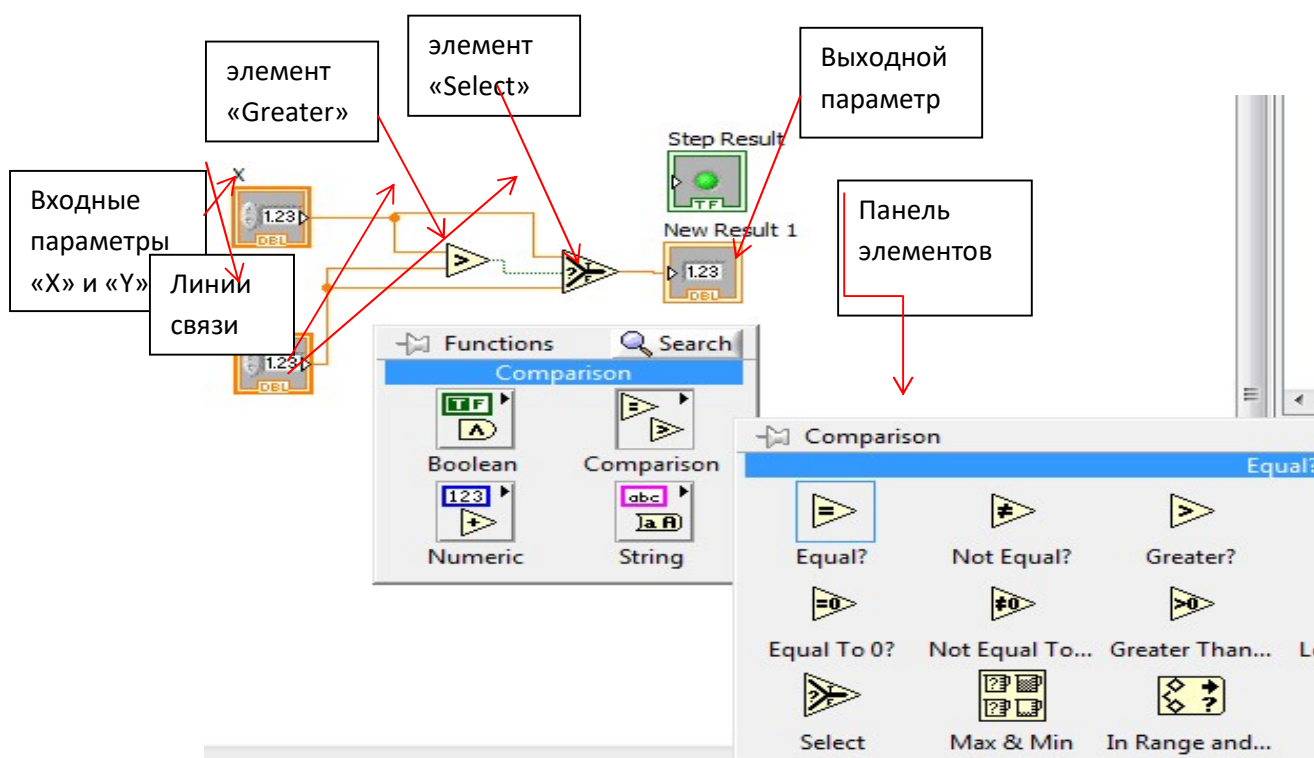 элемент
«Greater»
элемент
«Select»
Выходной
параметр
Step Result
TF
X
Входные
параметры
«X» и «Y»
1.23
DBL
Линии
связи
1.23
DBL
>
?
T
F
New Result 1
1.23
DBL
Панель
элементов
Functions
Search
Comparison
TF
Λ
Boolean
=
>
Comparison
123
+
Numeric
abc
a A
String
Comparison
Equal?
=
Equal?
≠
Not Equal?
>
Greater?
=0
Equal To 0?
≠0
Not Equal To...
>0
Greater Than...
?
T
F
Select
?
?
Max & Min
?
In Range and...